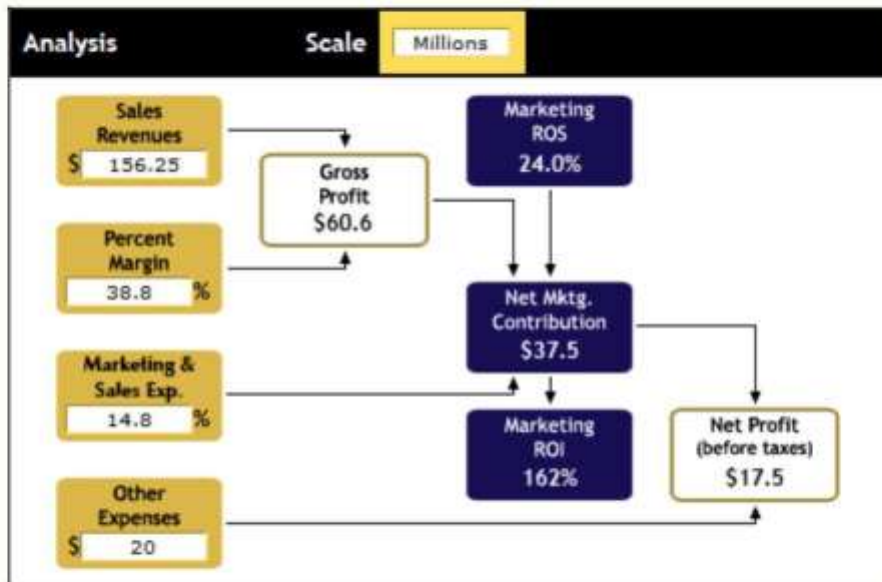 Analysis
Scale
Millions
Sales
Revenues
$ 156.25
Percent
Margin
38.8 %
Marketing &
Sales Exp.
14.8 %
Other
Expenses
$ 20
Gross
Profit
$60.6
Marketing
ROS
24.0%
Net Mktg.
Contribution
$37.5
Marketing
ROI
162%
Net Profit
(before taxes)
$17.5